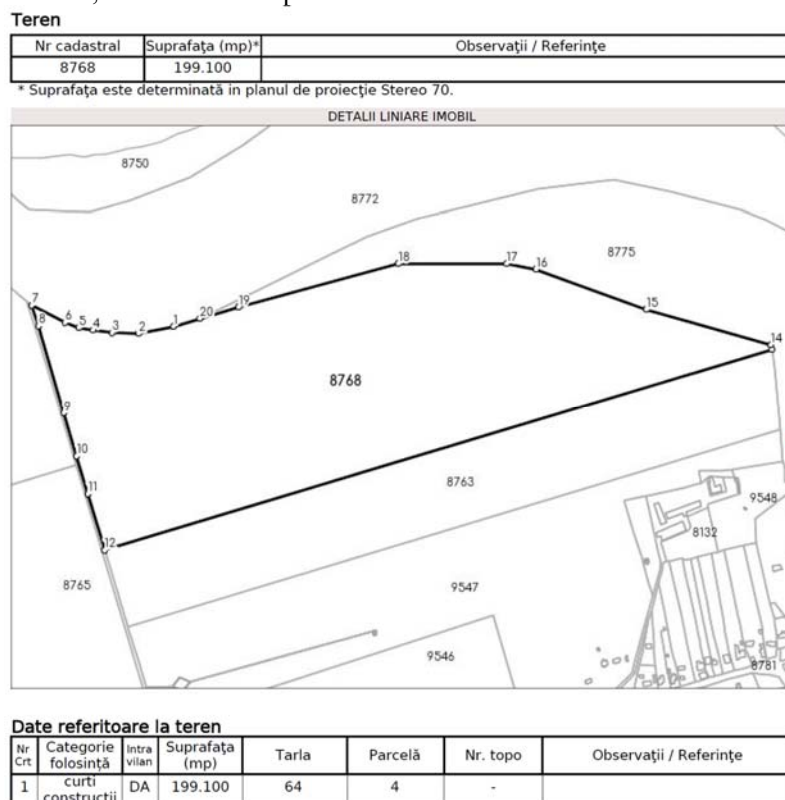 Teren
Nr cadastral Suprafaţa (mp)* Observaţii / Referinţe
8768 199.100
* Suprafaţa este determinată in planul de proiecţie Stereo 70.
DETALII LINIARE IMOBIL
8750
8772
8775
18 17 16
7 8 6 5 4 3 2 1 20 19 15
14
8768
9
10
11
8763
9548
8132
12
8765
9547
9546
8781
Date referitoare la teren
Nr Crt Categorie folosinţă Intra vilan Suprafaţa (mp) Tarla Parcelă Nr. topo Observaţii / Referinţe
1 curti constructii DA 199.100 64 4 -